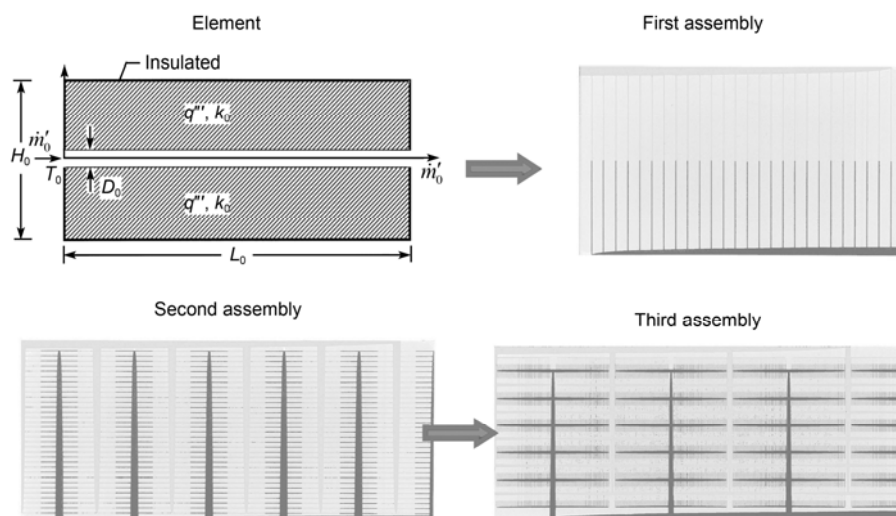 Element
First assembly
Insulated
q''', k₀
ṁ'₀
H₀
T₀
D₀
ṁ'₀
q''', k₀
L₀
Second assembly
Third assembly